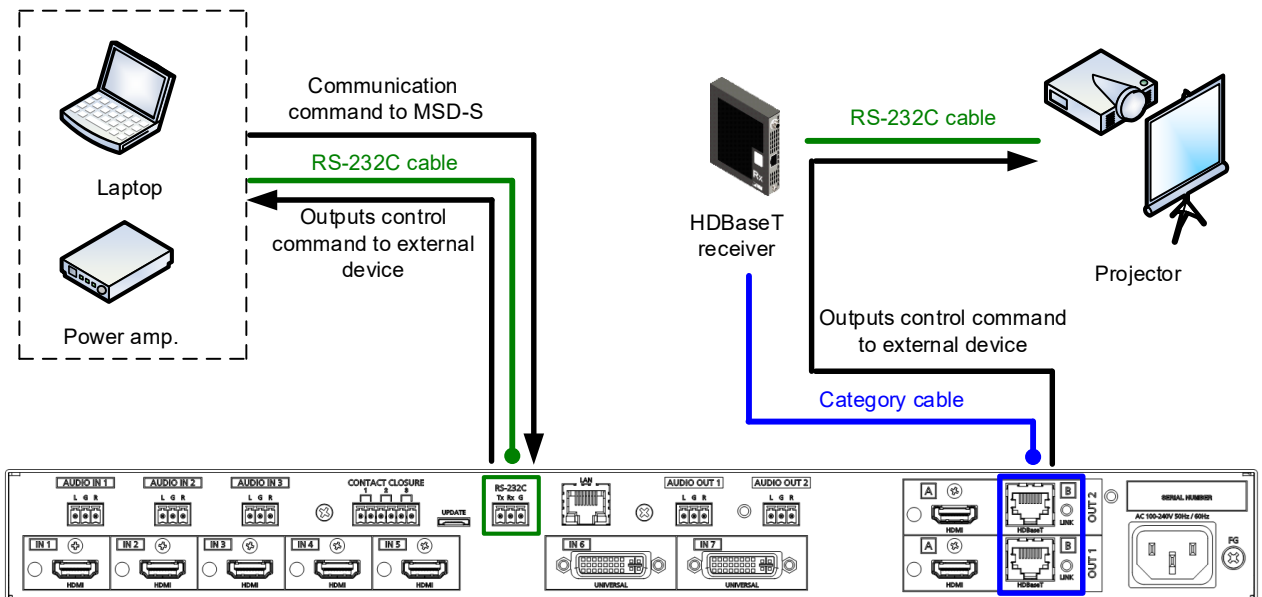 Communication
command to MSD-S
RS-232C cable
Laptop
Outputs control
command to external
device
Power amp.
Rx
HDBaseT
receiver
RS-232C cable
Projector
Outputs control command
to external device
Category cable
AUDIO IN 1
L G R
AUDIO IN 2
L G R
AUDIO IN 3
L G R
CONTACT CLOSURE
1 2 3
UPDATE
RS-232C
Tx Rx G
LAN
AUDIO OUT 1
L G R
AUDIO OUT 2
L G R
A
HDMI
HDBaseT
B
LINK
OUT 2
SERIAL NUMBER
AC 100-240V 50Hz / 60Hz
FG
IN 1
HDMI
IN 2
HDMI
IN 3
HDMI
IN 4
HDMI
IN 5
HDMI
IN 6
UNIVERSAL
IN 7
UNIVERSAL
A
HDMI
HDBaseT
B
LINK
OUT 1